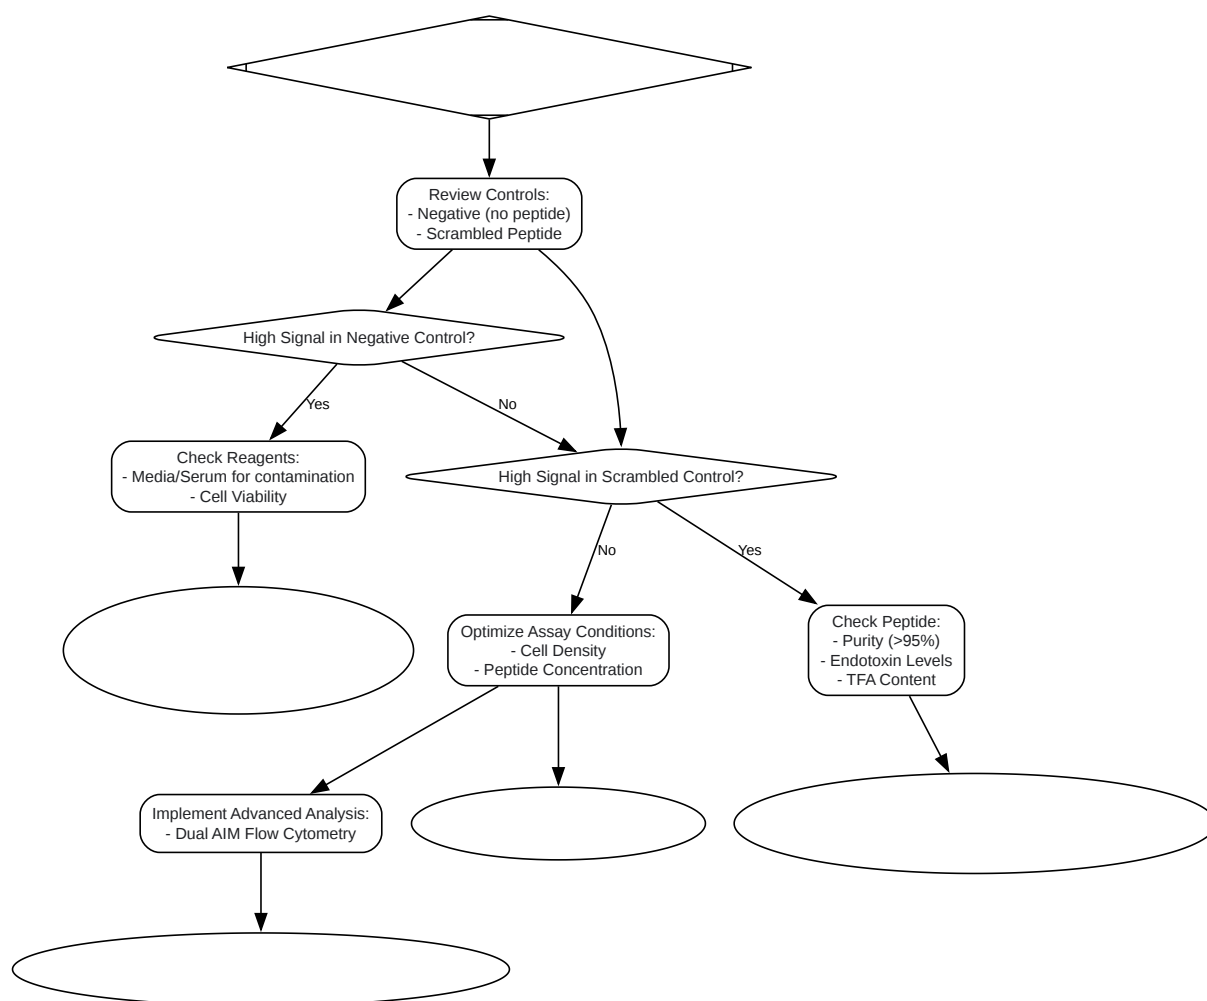 Review Controls:
- Negative (no peptide)
- Scrambled Peptide
High Signal in Negative Control?
Yes
No
Check Reagents:
- Media/Serum for contamination
- Cell Viability
High Signal in Scrambled Control?
No
Yes
Optimize Assay Conditions:
- Cell Density
- Peptide Concentration
Check Peptide:
- Purity (>95%)
- Endotoxin Levels
- TFA Content
Implement Advanced Analysis:
- Dual AIM Flow Cytometry